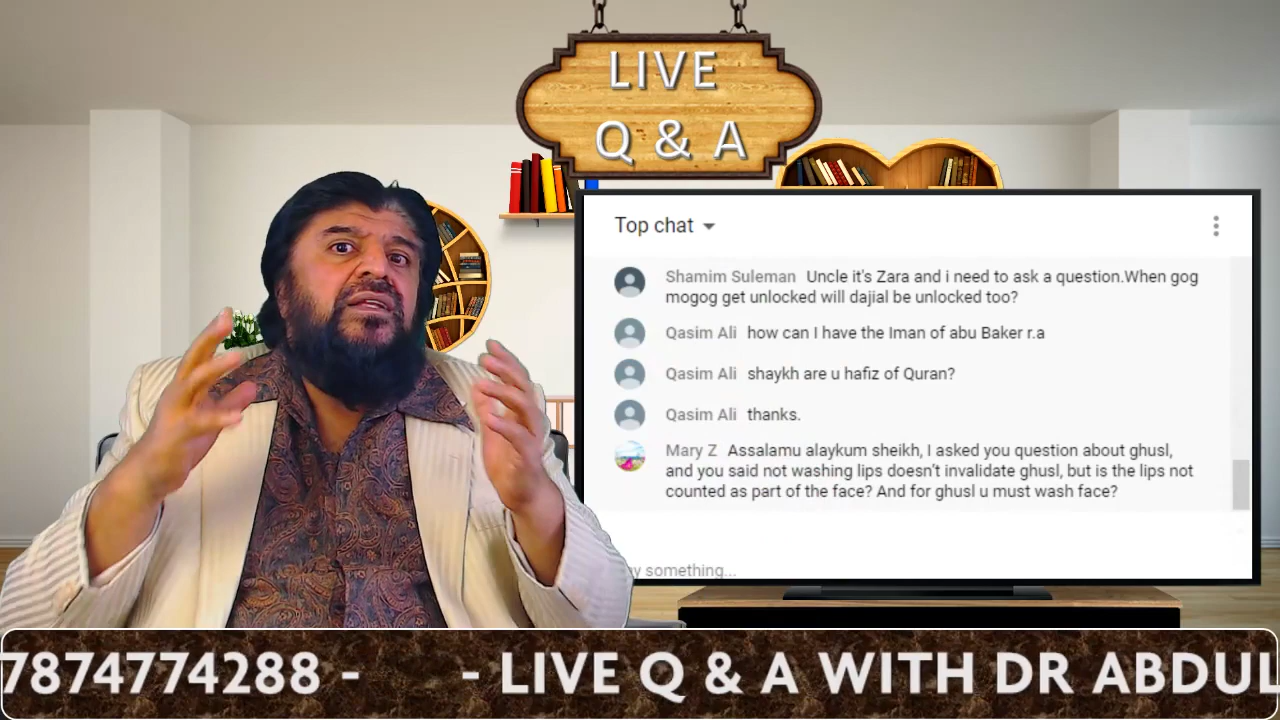 LIVE
Q & A
Top chat
Shamim Suleman Uncle it's Zara and i need to ask a question.When gog
mogog get unlocked will dajial be unlocked too?
Qasim Ali how can I have the Iman of abu Baker r.a
Qasim Ali shaykh are u hafiz of Quran?
Qasim Ali thanks.
Mary Z Assalamu alaykum sheikh, I asked you question about ghusl,
and you said not washing lips doesn't invalidate ghusl, but is the lips not
counted as part of the face? And for ghusl u must wash face?
something...
7874774288 - - LIVE Q & A WITH DR ABDUL